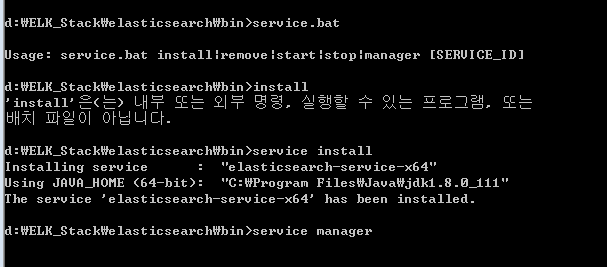 d:₩ELK_Stack₩elasticsearch₩bin>service.bat
Usage: service.bat install|remove|start|stop|manager [SERVICE_ID]
d:₩ELK_Stack₩elasticsearch₩bin>install
'install'은(는) 내부 또는 외부 명령, 실행할 수 있는 프로그램, 또는
배치 파일이 아닙니다.
d:₩ELK_Stack₩elasticsearch₩bin>service install
Installing service      :  "elasticsearch-service-x64"
Using JAVA_HOME (64-bit):  "C:₩Program Files₩Java₩jdk1.8.0_111"
The service 'elasticsearch-service-x64' has been installed.
d:₩ELK_Stack₩elasticsearch₩bin>service manager